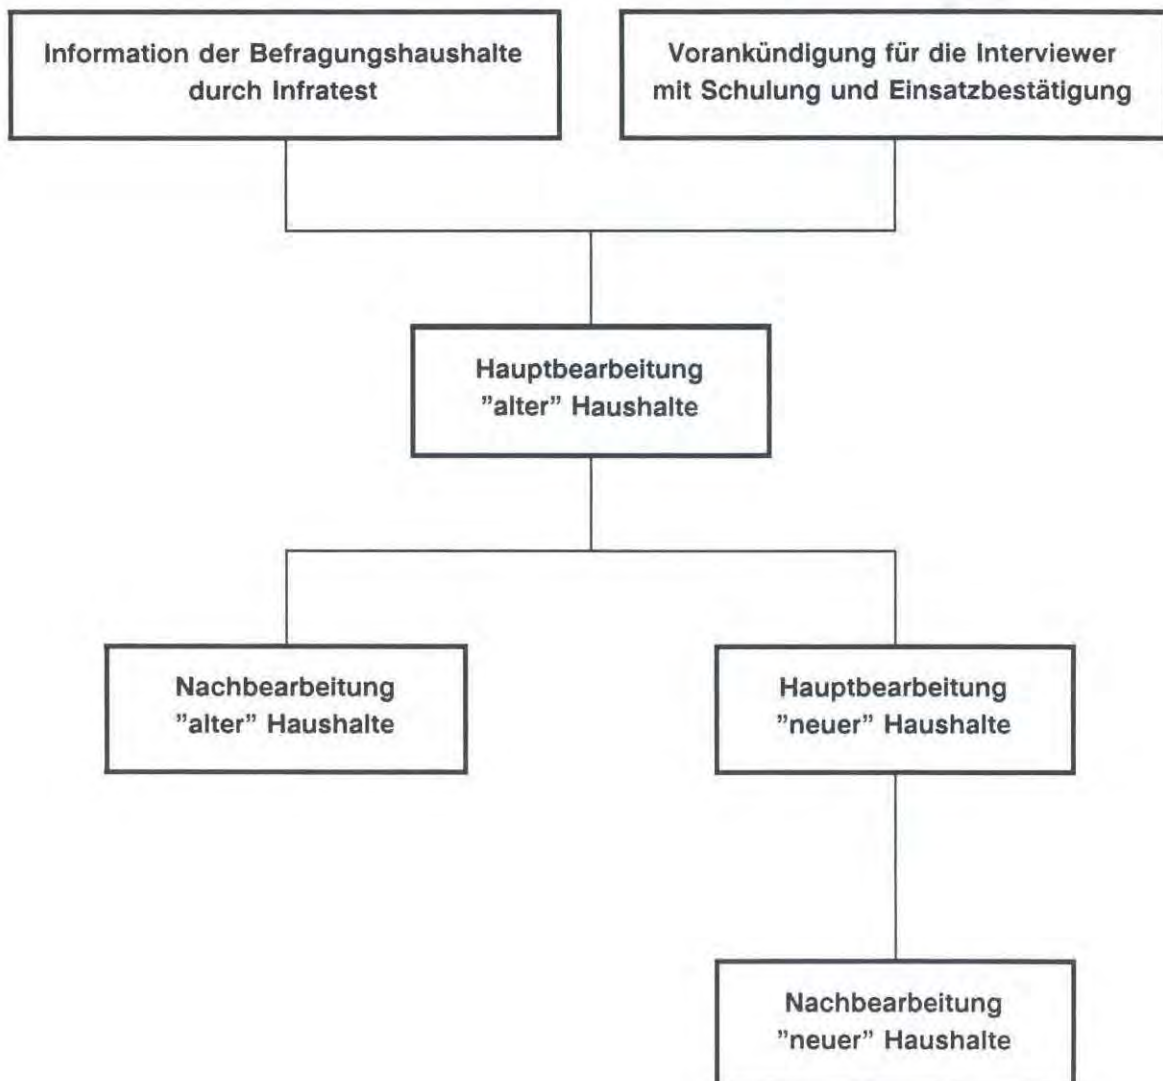 Information der Befragungshaushalte
durch Infratest
Vorankündigung für die Interviewer
mit Schulung und Einsatzbestätigung
Hauptbearbeitung
”alter” Haushalte
Nachbearbeitung
”alter” Haushalte
Hauptbearbeitung
”neuer” Haushalte
Nachbearbeitung
”neuer” Haushalte